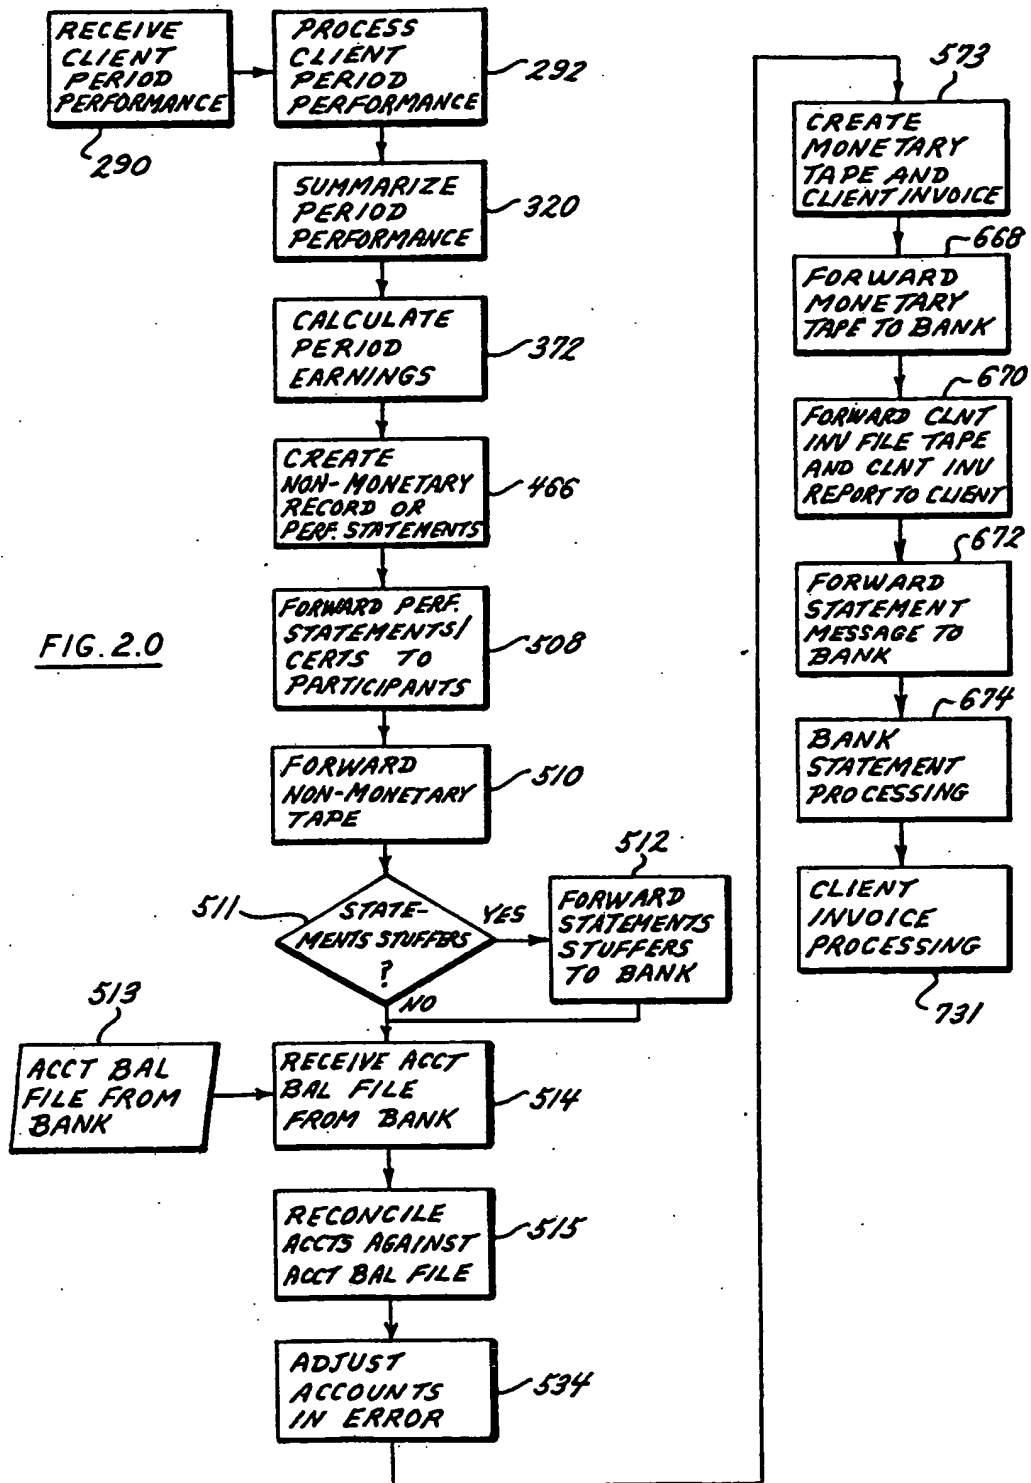 RECEIVE
CLIENT
PERIOD
PERFORMANCE
290
PROCESS
CLIENT
PERIOD
PERFORMANCE
292
SUMMARIZE
PERIOD
PERFORMANCE
320
CALCULATE
PERIOD
EARNINGS
372
CREATE
NON-MONETARY
RECORD OR
PERF. STATEMENTS
466
FORWARD PERF.
STATEMENTS/
CERTS TO
PARTICIPANTS
508
FIG. 2.0
FORWARD
NON-MONETARY
TAPE
510
511
STATE-
MENTS STUFFERS
?
YES
NO
512
FORWARD
STATEMENTS
STUFFERS
TO BANK
513
ACCT BAL
FILE FROM
BANK
RECEIVE ACCT
BAL FILE
FROM BANK
514
RECONCILE
ACCTS AGAINST
ACCT BAL FILE
515
ADJUST
ACCOUNTS
IN ERROR
534
573
CREATE
MONETARY
TAPE AND
CLIENT INVOICE
668
FORWARD
MONETARY
TAPE TO BANK
670
FORWARD CLNT
INV FILE TAPE
AND CLNT INV
REPORT TO CLIENT
672
FORWARD
STATEMENT
MESSAGE TO
BANK
674
BANK
STATEMENT
PROCESSING
CLIENT
INVOICE
PROCESSING
731